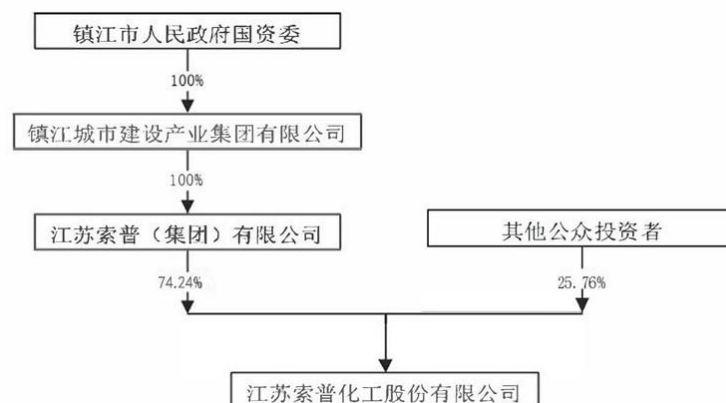 镇江市人民政府国资委
100%
镇江城市建设产业集团有限公司
100%
江苏索普（集团）有限公司
其他公众投资者
74.24%
25.76%
江苏索普化工股份有限公司